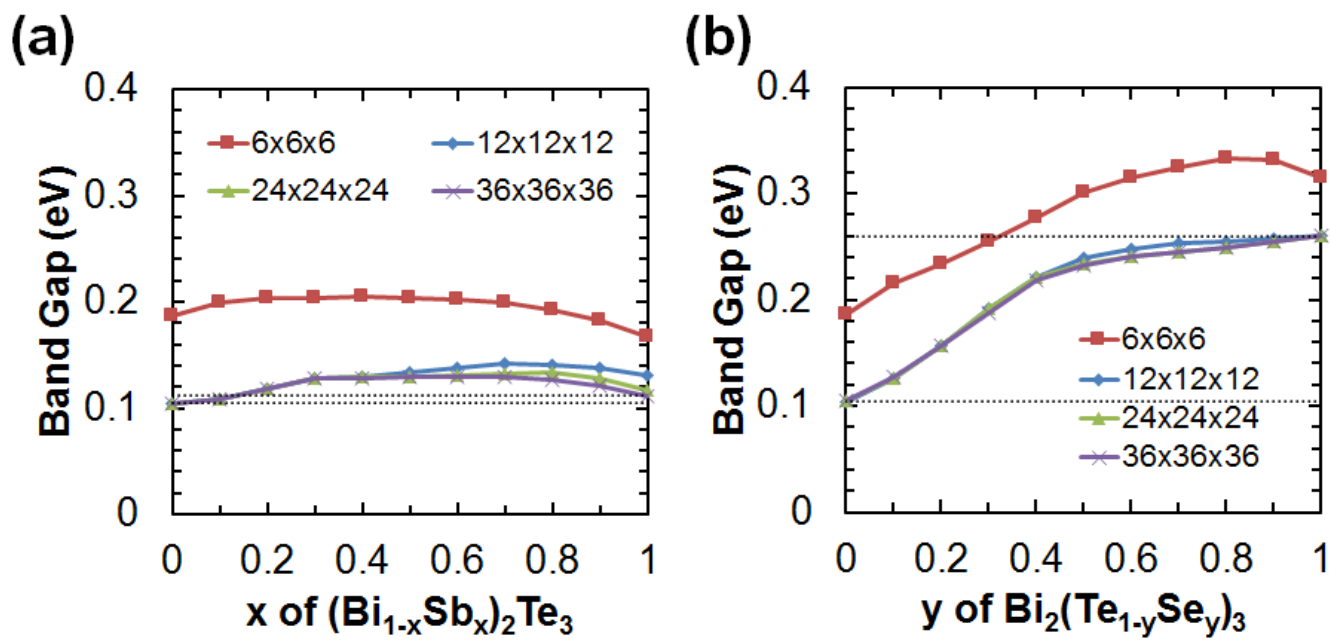 (a)
Band Gap (eV)
0.4
0.3
0.2
0.1
0
6x6x6
12x12x12
24x24x24
36x36x36
0 0.2 0.4 0.6 0.8 1
x of (Bi₁₋ₓSbₓ)₂Te₃
(b)
Band Gap (eV)
0.4
0.3
0.2
0.1
0
6x6x6
12x12x12
24x24x24
36x36x36
0 0.2 0.4 0.6 0.8 1
y of Bi₂(Te₁₋ySey)₃